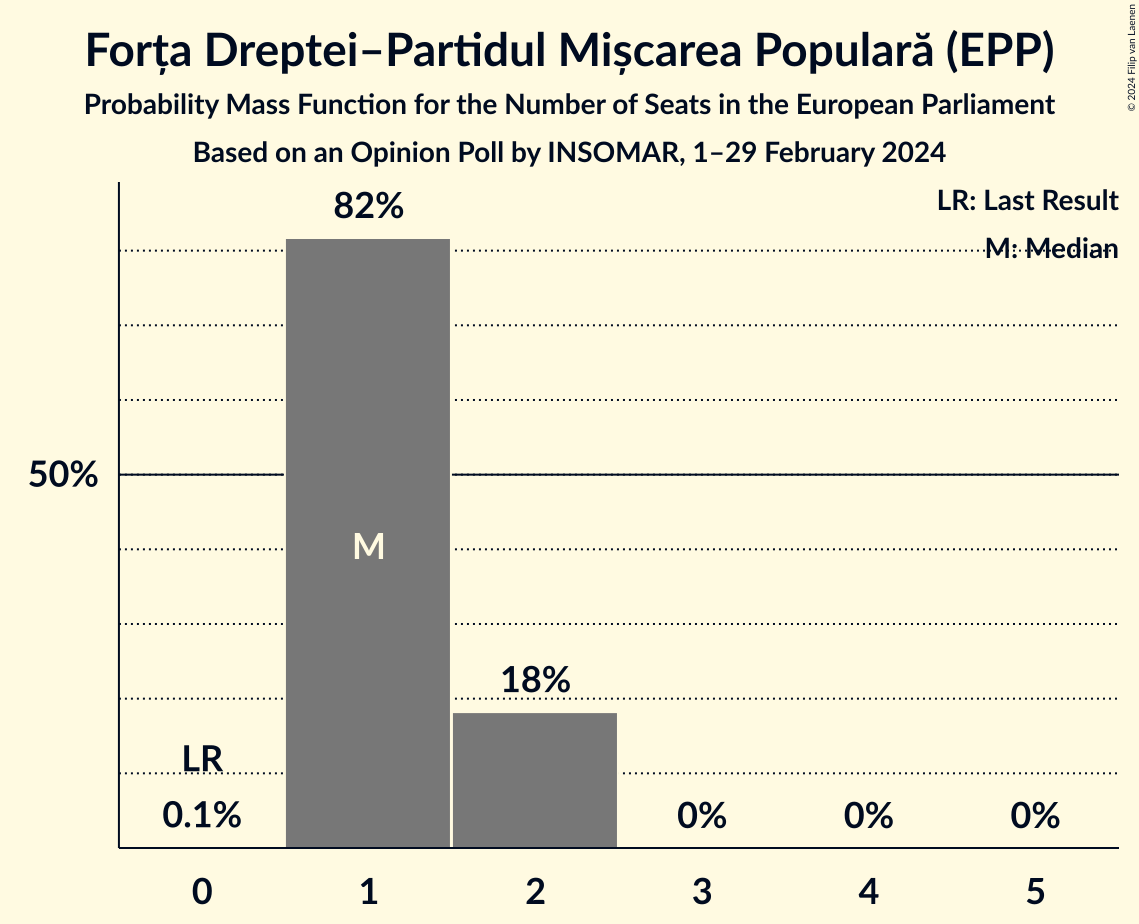 Forța Dreptei–Partidul Mișcarea Populară (EPP)
Probability Mass Function for the Number of Seats in the European Parliament
Based on an Opinion Poll by INSOMAR, 1–29 February 2024
© 2024 Filip van Laenen
LR: Last Result
M: Median
82%
50%
M
18%
LR
0.1%
0% 0% 0%
0 1 2 3 4 5